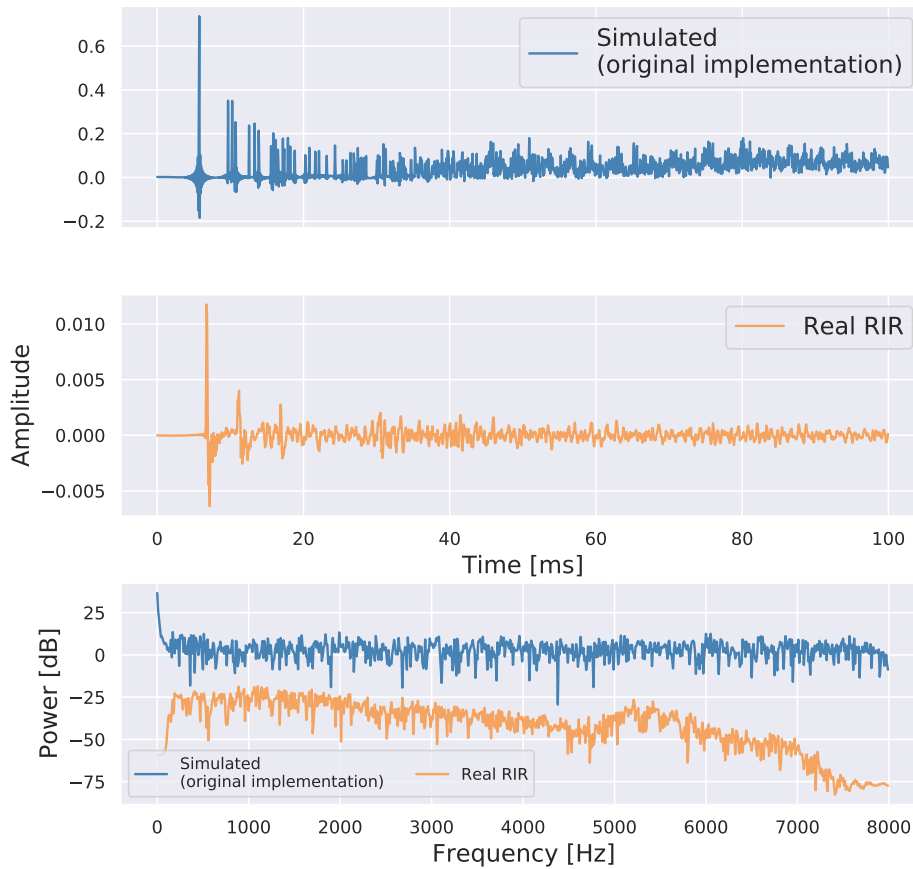 0.6
0.4
0.2
0.0
−0.2
Simulated
(original implementation)
Amplitude
0.010
0.005
0.000
−0.005
Real RIR
0 20 40 60 80 100
Time [ms]
Power [dB]
25
0
−25
−50
−75
Simulated
(original implementation)
Real RIR
0 1000 2000 3000 4000 5000 6000 7000 8000
Frequency [Hz]